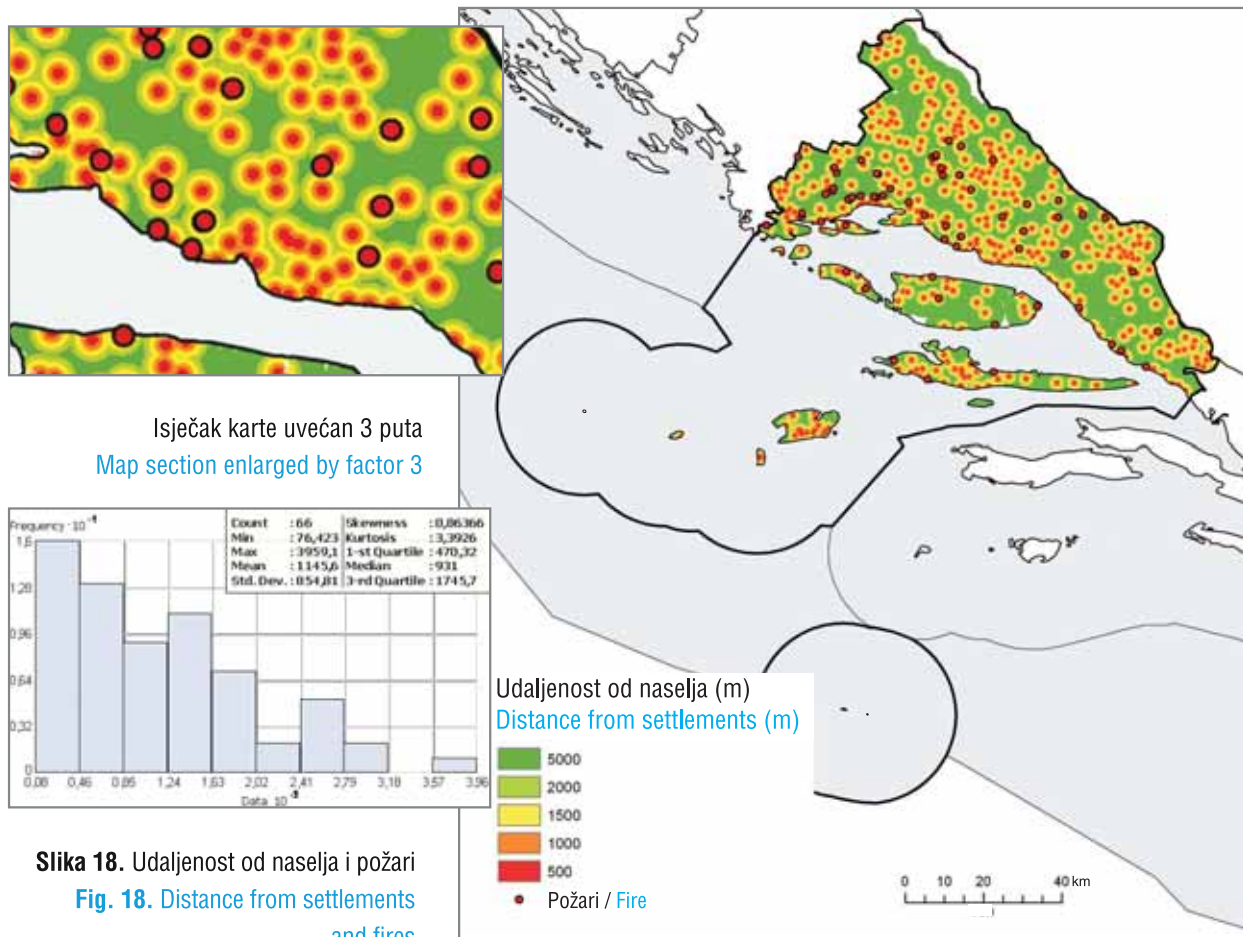 Isječak karte uvećan 3 puta
Map section enlarged by factor 3
Frequency · 10⁻¹
Count : 66 Skewness : 0,86366
Min : 76,423 Kurtosis : 3,3926
Max : 3959,1 1-st Quartile : 470,32
Mean : 1145,6 Median : 931
Std. Dev. : 854,81 3-rd Quartile : 1745,7
1,6
1,28
0,96
0,64
0,32
0
0,08 0,46 0,85 1,24 1,63 2,02 2,41 2,79 3,18 3,57 3,96
Data 10⁻³
Slika 18. Udaljenost od naselja i požari
Fig. 18. Distance from settlements
and fires
Udaljenost od naselja (m)
Distance from settlements (m)
5000
2000
1500
1000
500
Požari / Fire
0 10 20 40 km